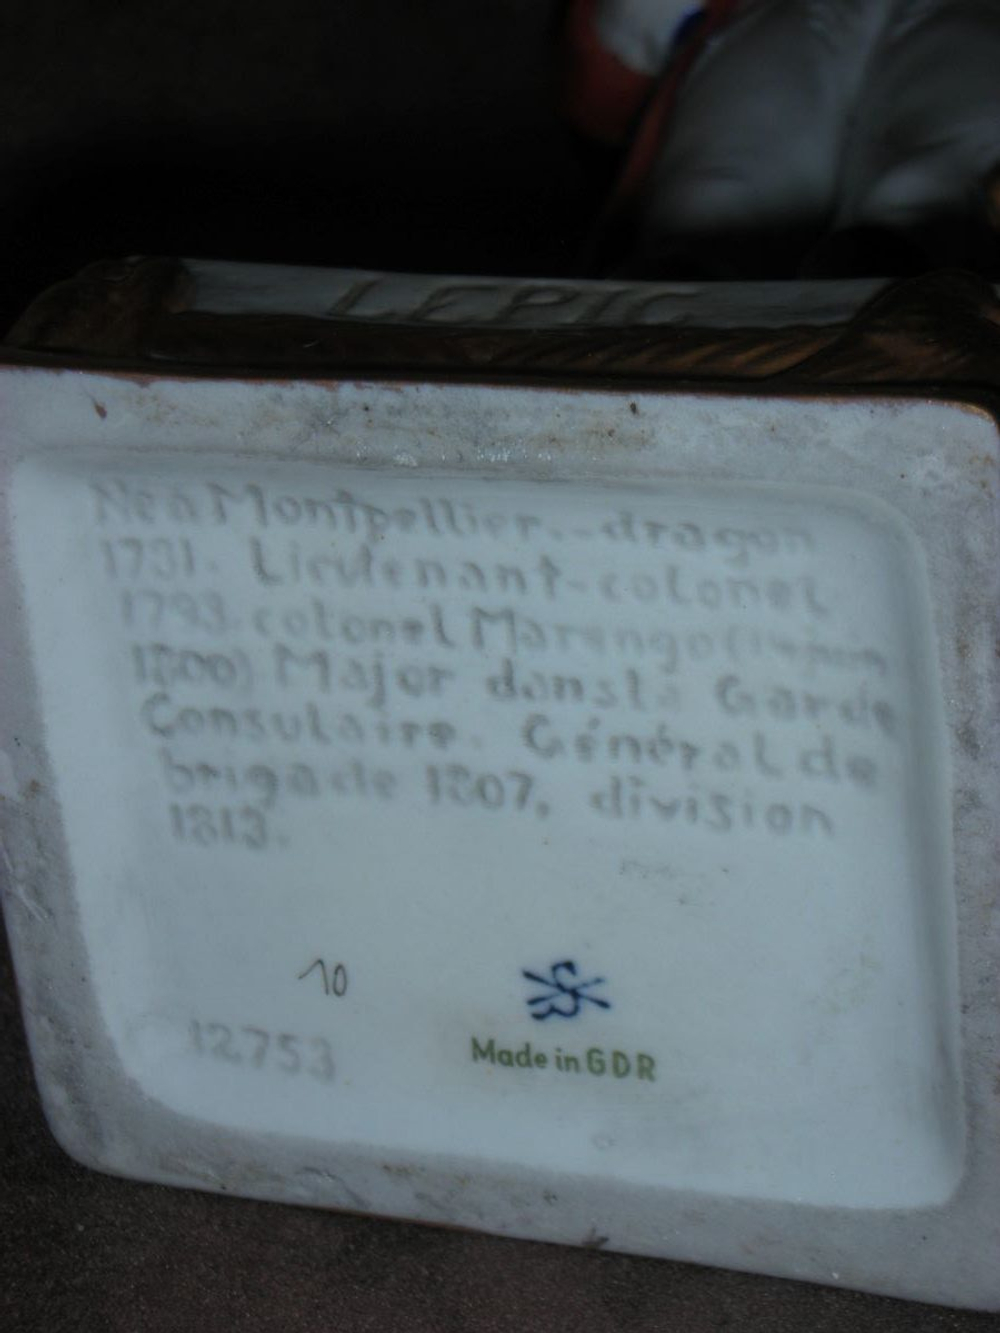 LEPIC
Né à Montpellier.--dragon
1781. Lieutenant-colonel
1793. colonel Marengo (
1800) Major dans la Garde
Consulaire. Général de
brigade 1807, division
1813.
10
12753
Made in GDR